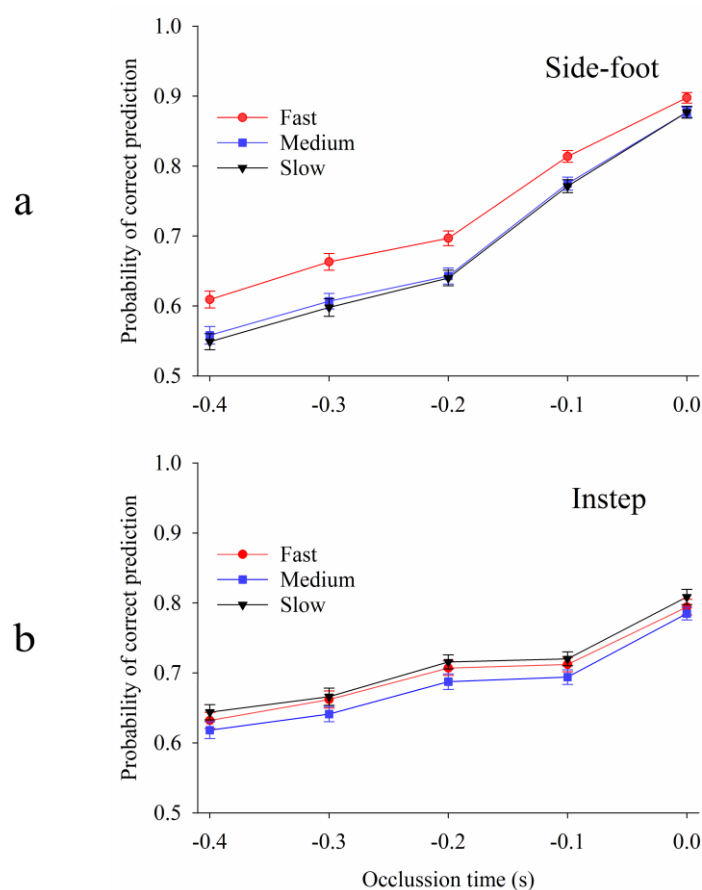 a
Side-foot
Probability of correct prediction
1.0
0.9
0.8
0.7
0.6
0.5
Fast
Medium
Slow
-0.4 -0.3 -0.2 -0.1 0.0
b
Instep
Probability of correct prediction
1.0
0.9
0.8
0.7
0.6
0.5
Fast
Medium
Slow
-0.4 -0.3 -0.2 -0.1 0.0
Occlussion time (s)